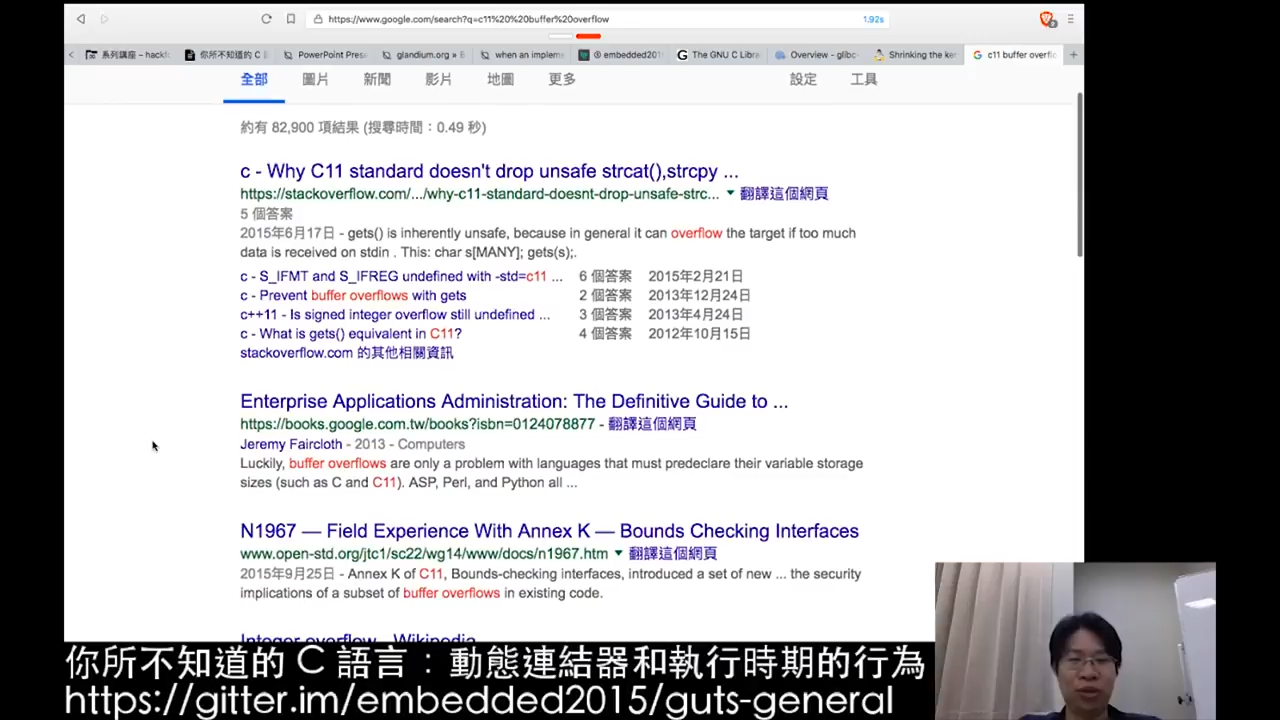 https://www.google.com/search?q=c11%20%20buffer%20overflow
1.92s
系列講座 – hackf
你所不知道的 C 語
PowerPoint Pres
glandium.org » B
when an implem
embedded2015
The GNU C Libra
Overview - glibc-
Shrinking the ker
c11 buffer overflo
全部
圖片
新聞
影片
地圖
更多
設定
工具
約有 82,900 項結果 (搜尋時間：0.49 秒)
c - Why C11 standard doesn't drop unsafe strcat(),strcpy ...
https://stackoverflow.com/.../why-c11-standard-doesnt-drop-unsafe-strc... ▼ 翻譯這個網頁
5 個答案
2015年6月17日 - gets() is inherently unsafe, because in general it can overflow the target if too much
data is received on stdin . This: char s[MANY]; gets(s);.
c - S_IFMT and S_IFREG undefined with -std=c11 ... 6 個答案 2015年2月21日
c - Prevent buffer overflows with gets 2 個答案 2013年12月24日
c++11 - Is signed integer overflow still undefined ... 3 個答案 2013年4月24日
c - What is gets() equivalent in C11? 4 個答案 2012年10月15日
stackoverflow.com 的其他相關資訊
Enterprise Applications Administration: The Definitive Guide to ...
https://books.google.com.tw/books?isbn=0124078877 - 翻譯這個網頁
Jeremy Faircloth - 2013 - Computers
Luckily, buffer overflows are only a problem with languages that must predeclare their variable storage
sizes (such as C and C11). ASP, Perl, and Python all ...
N1967 — Field Experience With Annex K — Bounds Checking Interfaces
www.open-std.org/jtc1/sc22/wg14/www/docs/n1967.htm ▼ 翻譯這個網頁
2015年9月25日 - Annex K of C11, Bounds-checking interfaces, introduced a set of new ... the security
implications of a subset of buffer overflows in existing code.
Integer overflow - Wikipedia
你所不知道的 C 語言：動態連結器和執行時期的行為
https://gitter.im/embedded2015/guts-general